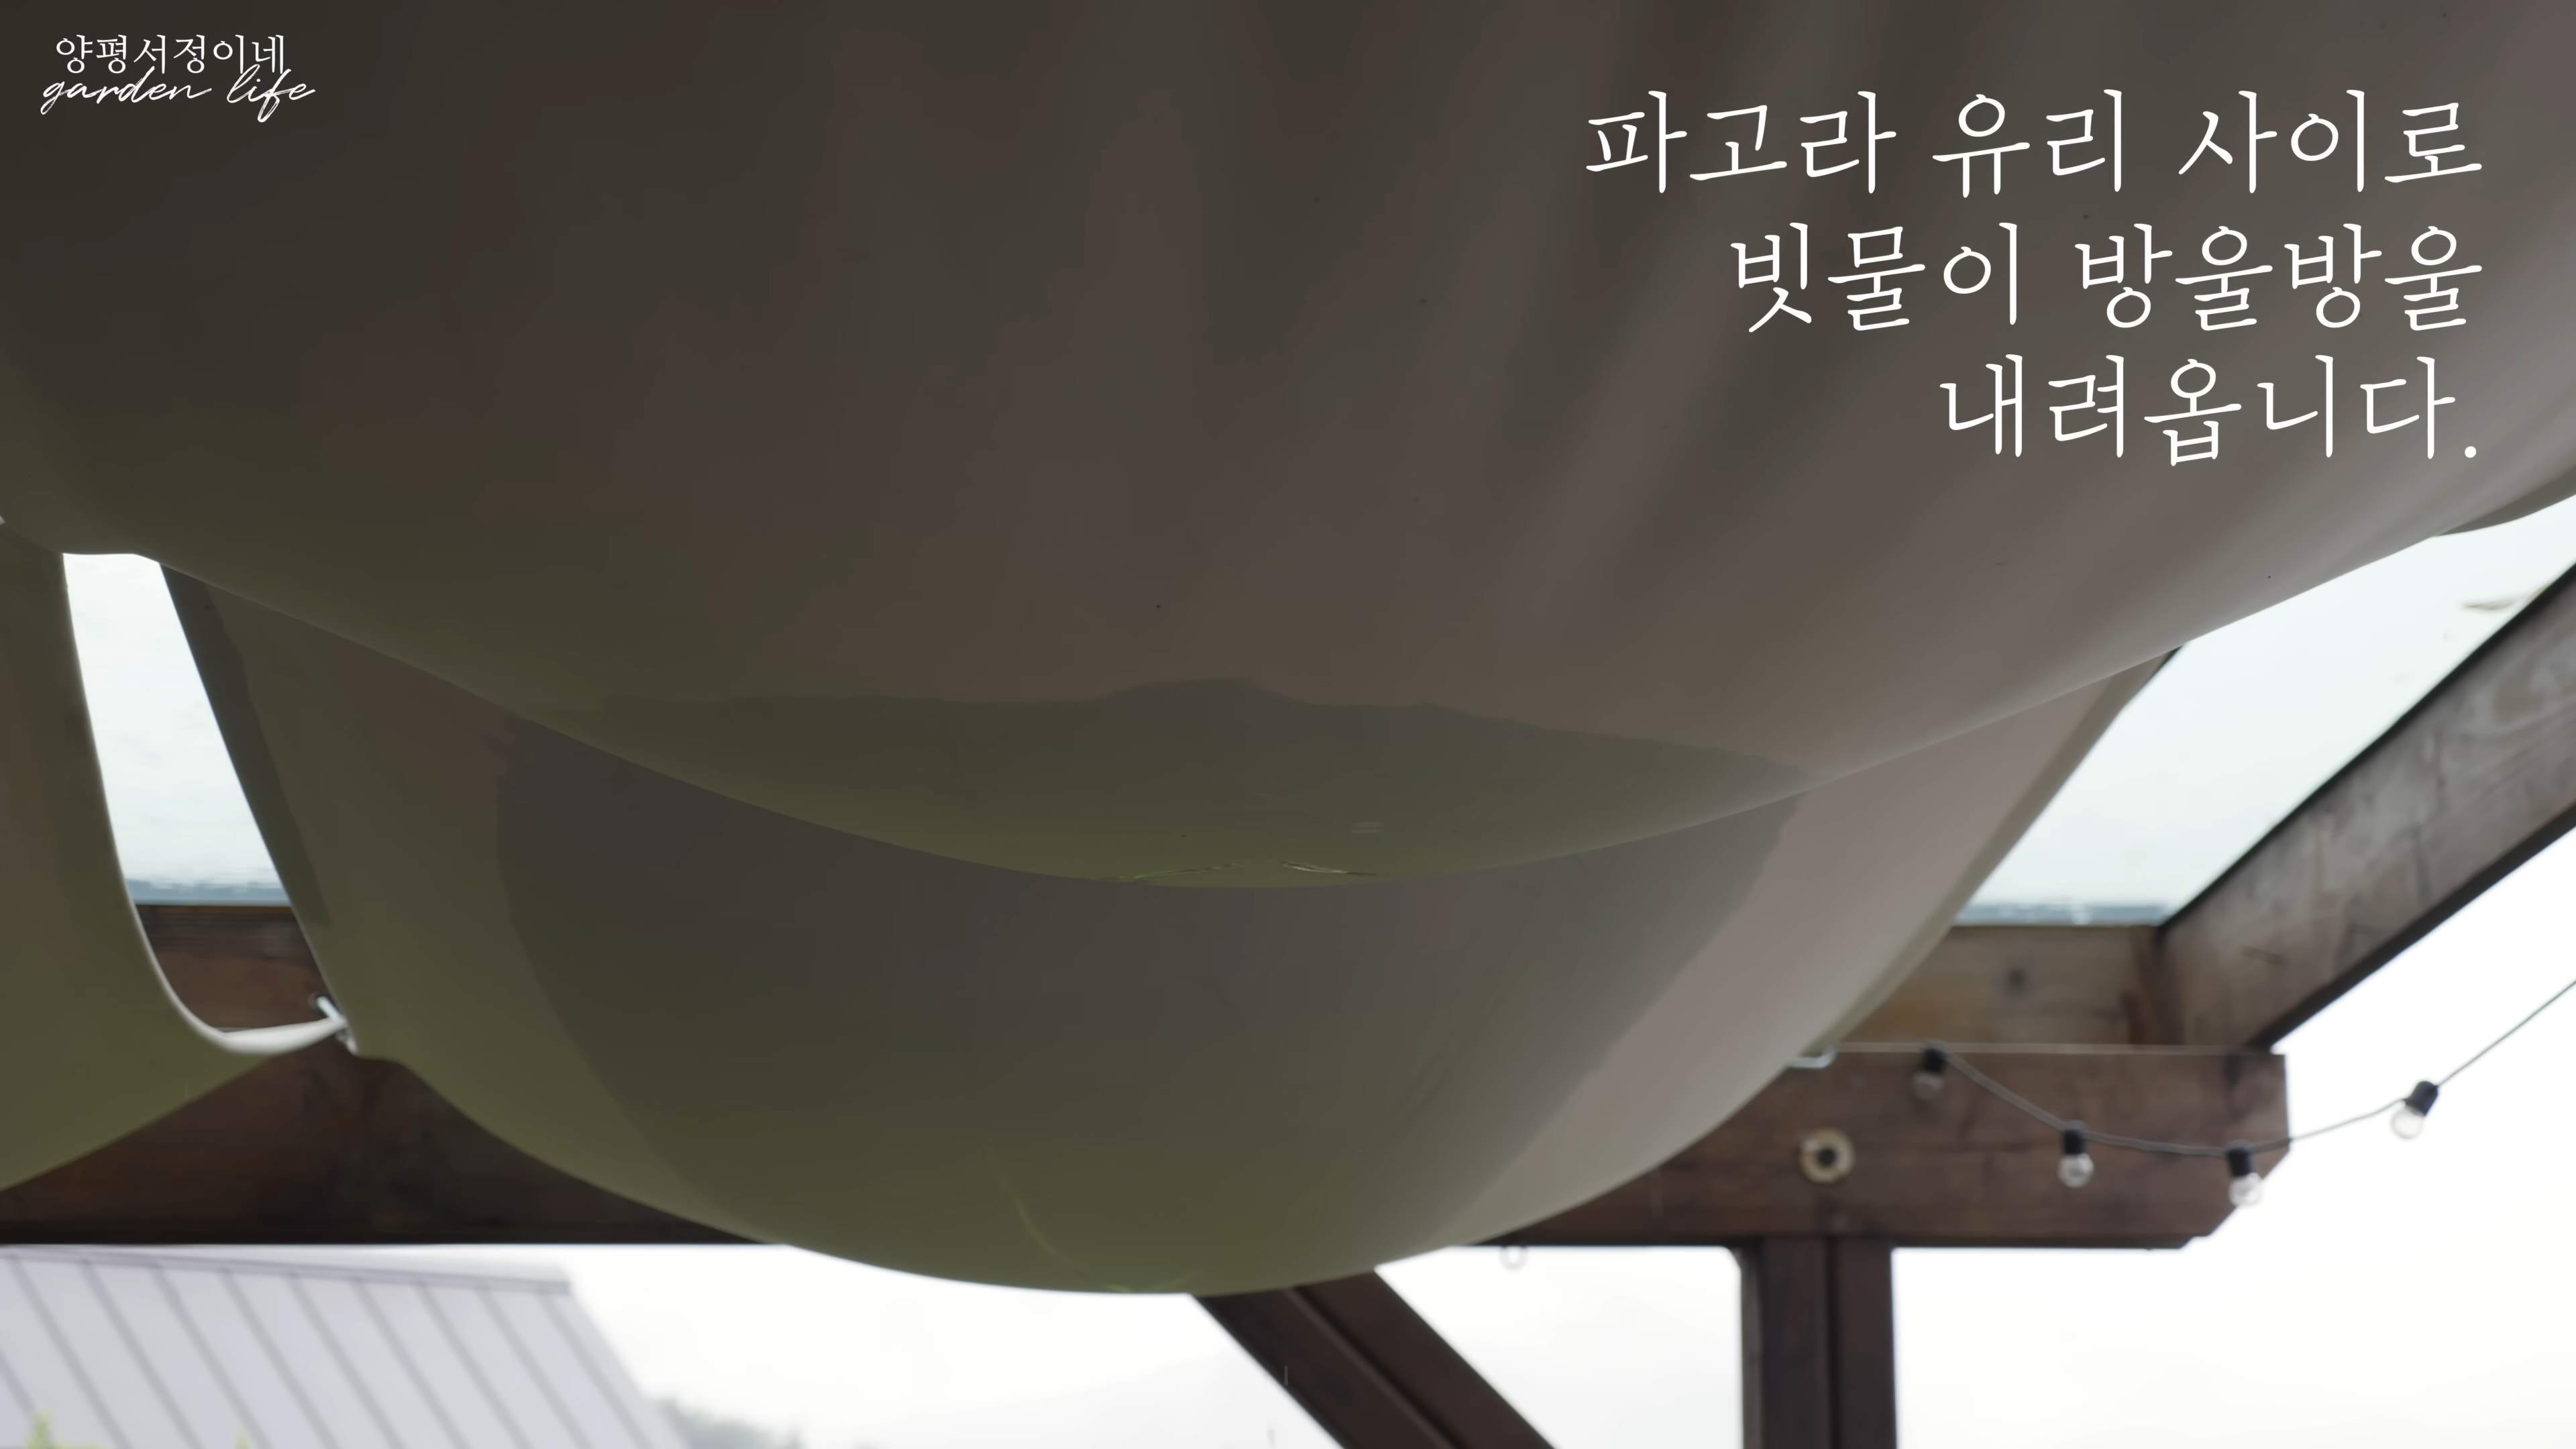 양평서정이네
garden life
파고라 유리 사이로
빗물이 방울방울
내려옵니다.